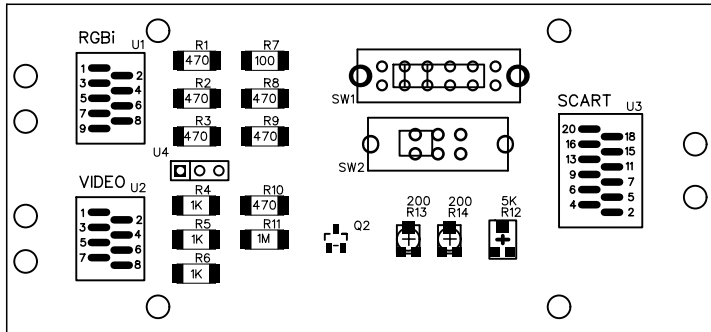 RGBi
U1
1
2
3
4
5
6
7
8
9
R1
470
R7
100
R2
470
R8
470
R3
470
R9
470
U4
SW1
SW2
SCART
U3
20
18
16
15
13
11
9
7
6
5
4
2
VIDEO
U2
1
2
3
4
5
6
7
8
R4
1K
R10
470
R5
1K
R11
1M
R6
1K
Q2
200
R13
200
R14
5K
R12